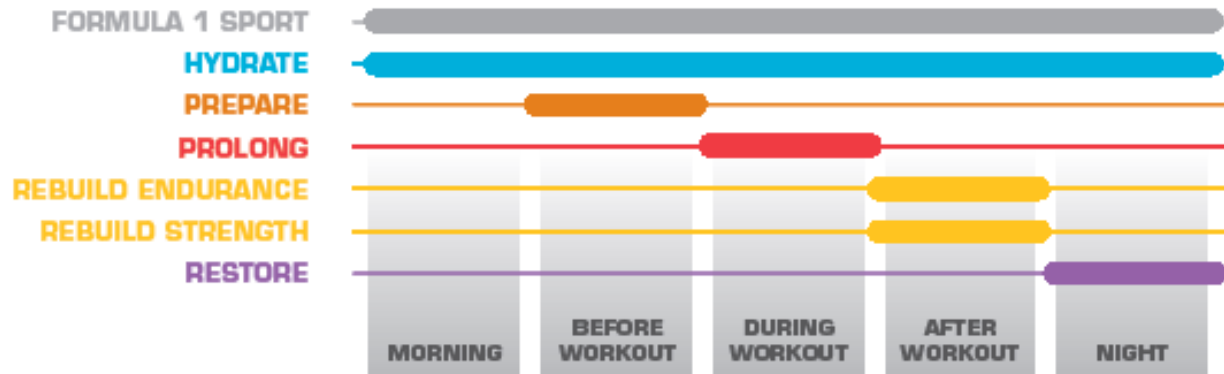 FORMULA 1 SPORT
HYDRATE
PREPARE
PROLONG
REBUILD ENDURANCE
REBUILD STRENGTH
RESTORE
MORNING
BEFORE
WORKOUT
DURING
WORKOUT
AFTER
WORKOUT
NIGHT